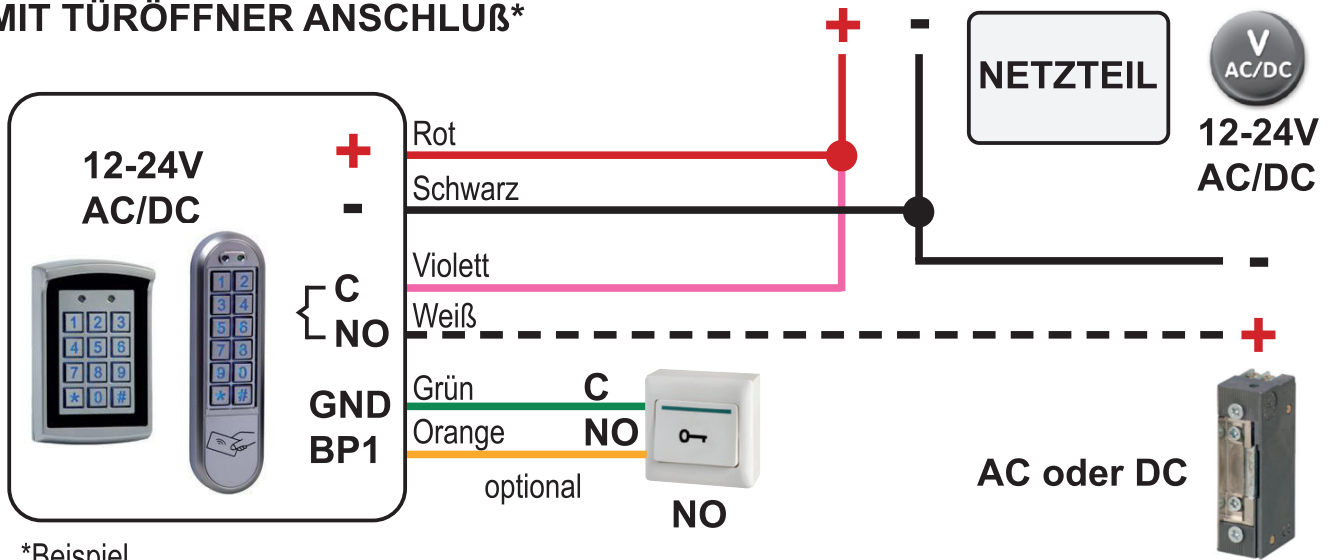 MIT TÜRÖFFNER ANSCHLUß*
+ -
NETZTEIL
V
AC/DC
12-24V
AC/DC
12-24V
AC/DC
+ Rot
- Schwarz
-
C Violett
NO Weiß
+
GND Grün C
BP1 Orange NO
optional
NO
AC oder DC
1 2 3
4 5 6
7 8 9
* 0 #
1 2
3 4
5 6
7 8
9 0
* #
*Beispiel